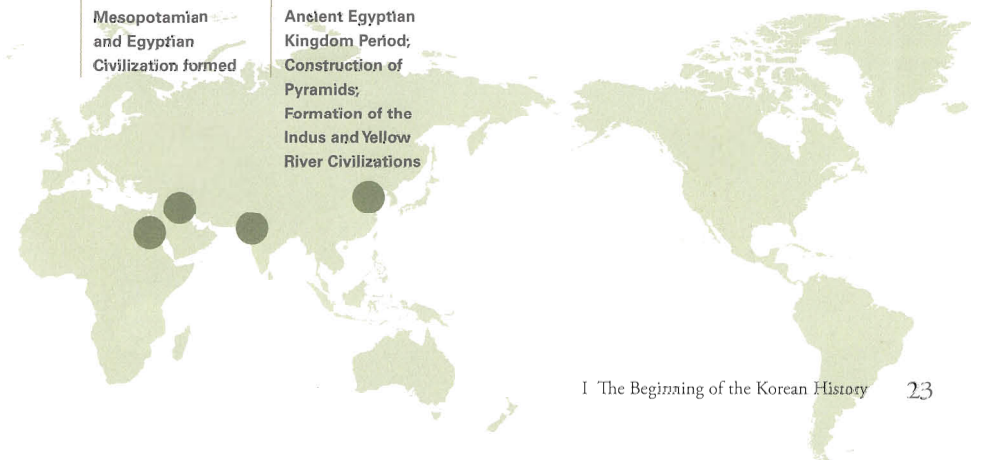 Mesopotamian
and Egyptian
Civilization formed
Ancient Egyptian
Kingdom Period;
Construction of
Pyramids;
Formation of the
Indus and Yellow
River Civilizations
I The Beginning of the Korean History 23